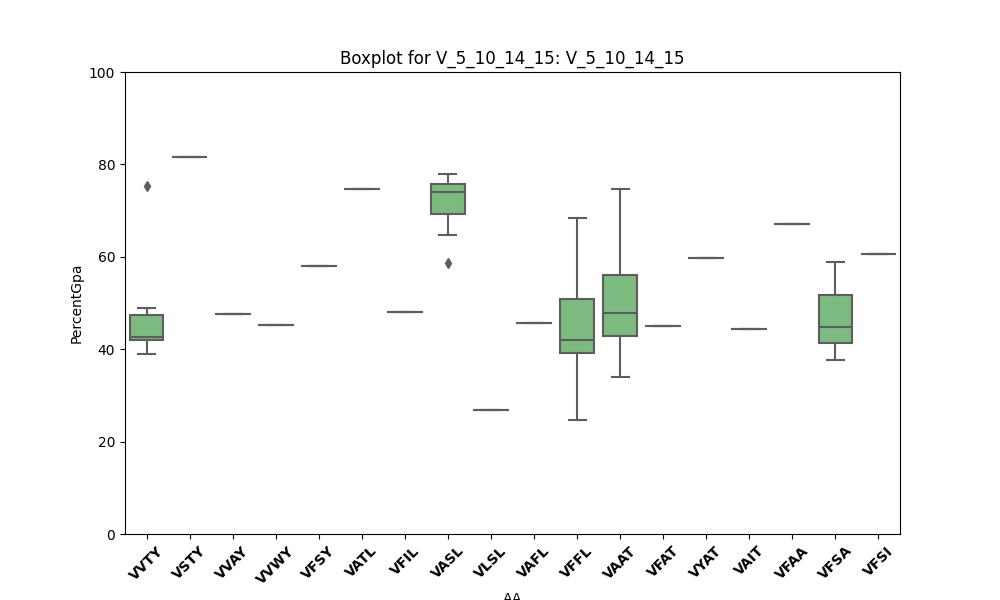 Boxplot for V_5_10_14_15: V_5_10_14_15
PercentGpa
100
80
60
40
20
0
VVTY VSTY VVAY VVWY VFSY VATL VFIL VASL VLSL VAFL VFFL VAAT VFAT VYAT VAIT VFAA VFSA VFSI
AA